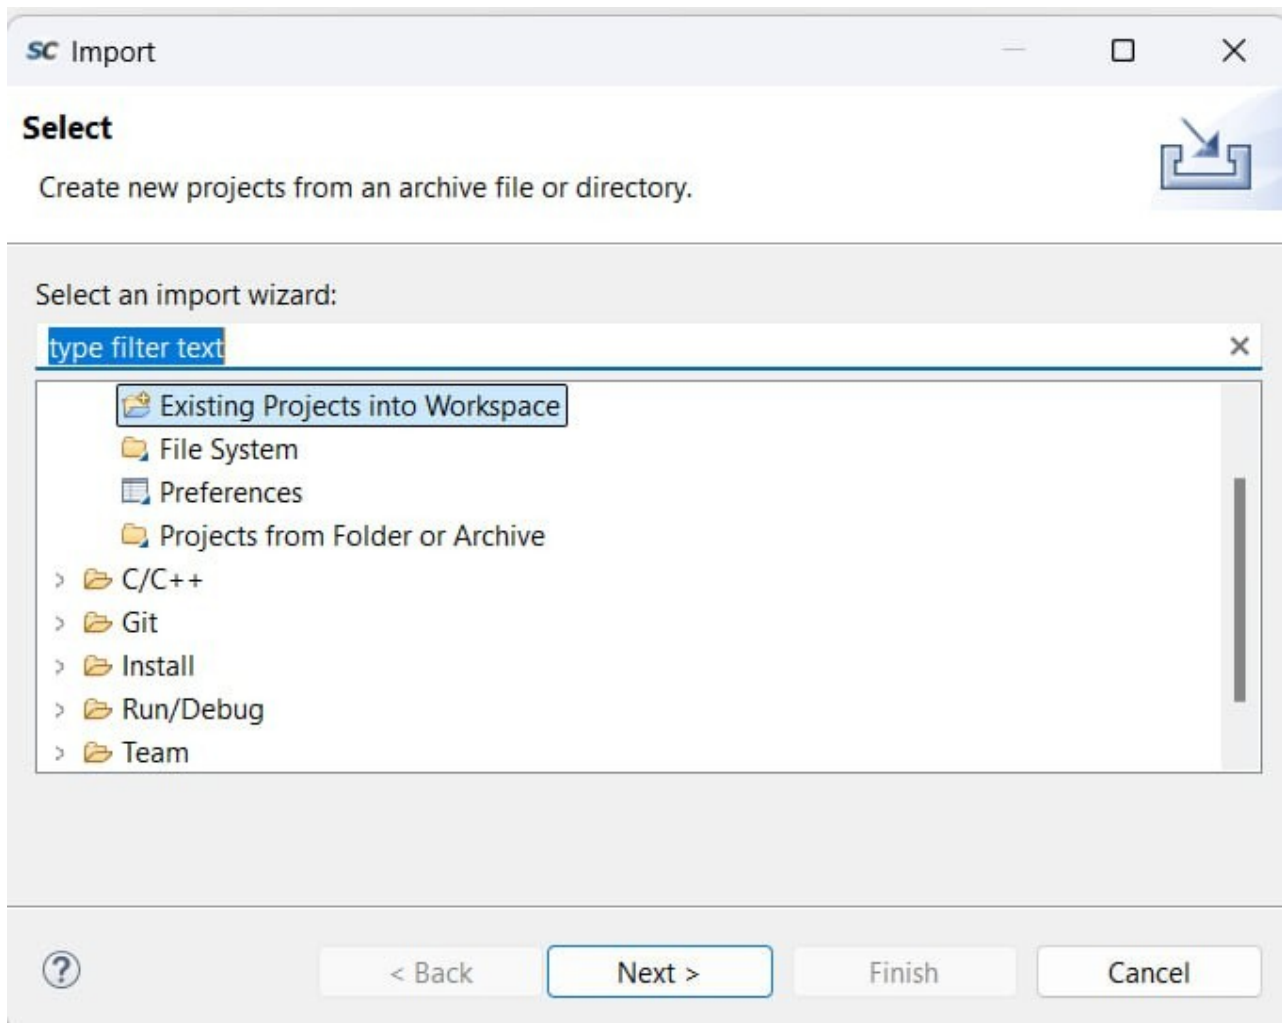 SC Import
Select
Create new projects from an archive file or directory.
Select an import wizard:
type filter text
Existing Projects into Workspace
File System
Preferences
Projects from Folder or Archive
C/C++
Git
Install
Run/Debug
Team
< Back Next > Finish Cancel